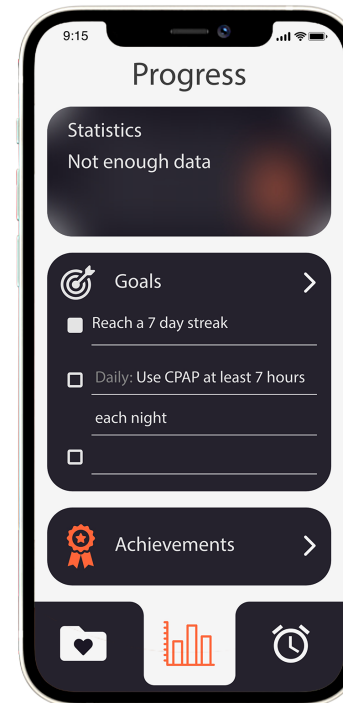 9:15
Progress
Statistics
Not enough data
Goals
Reach a 7 day streak
Daily: Use CPAP at least 7 hours
each night
Achievements